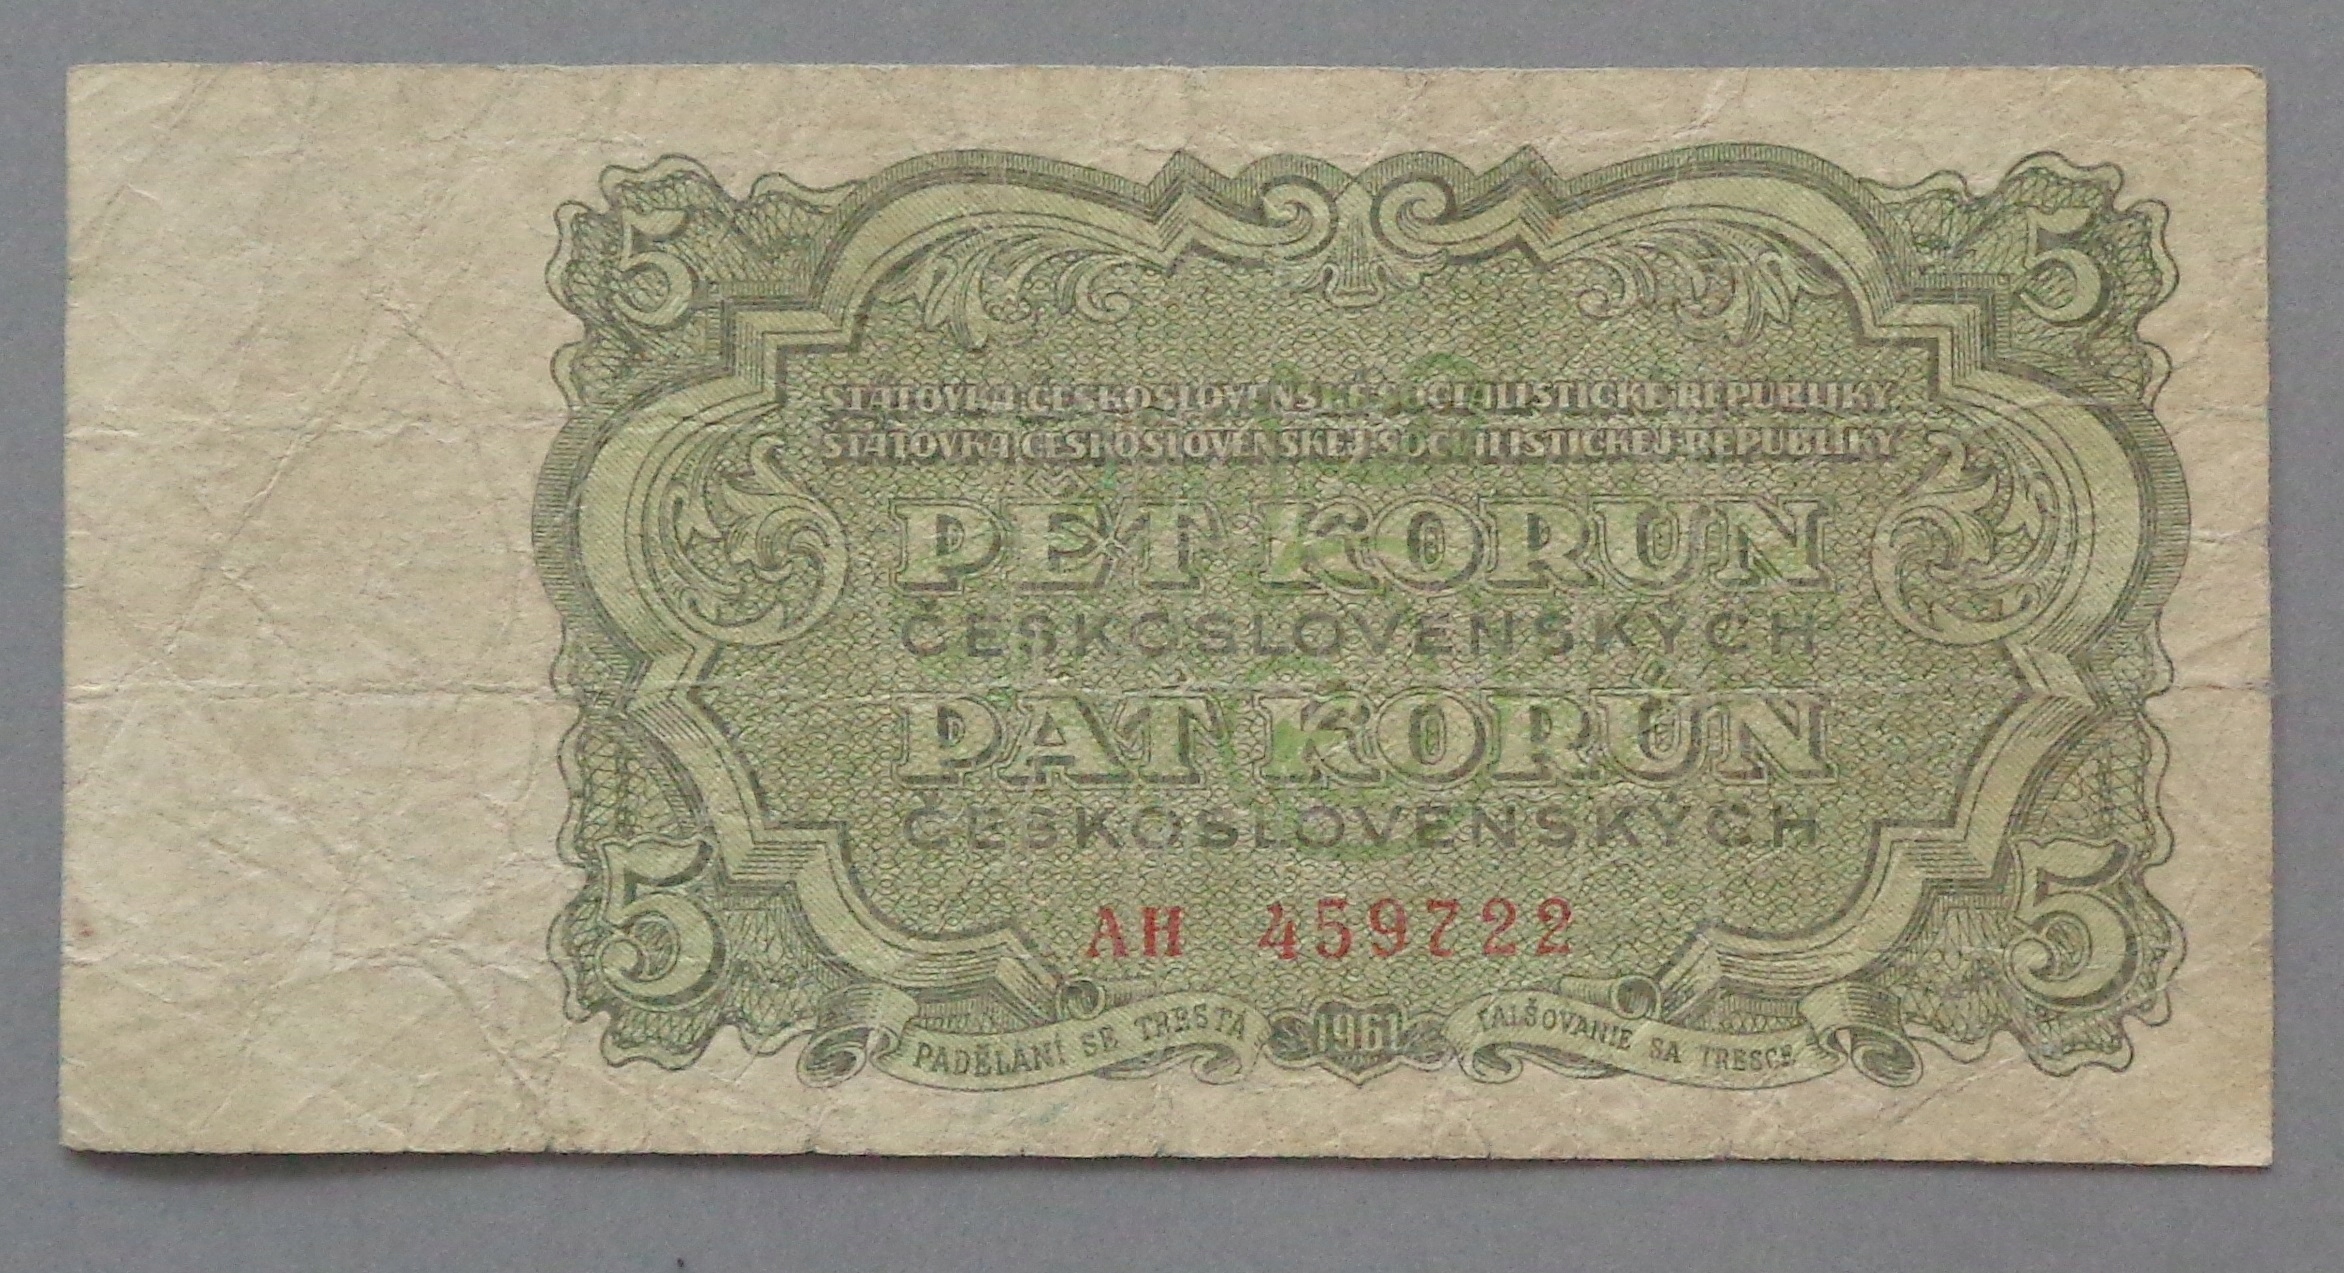 5 5
STÁTOVKA ČESKOSLOVENSKÉ SOCIALISTICKÉ REPUBLIKY
ŠTÁTOVKA ČESKOSLOVENSKEJ SOCIALISTICKEJ REPUBLIKY
PĚT KORUN
ČESKOSLOVENSKÝCH
PÄŤ KORÚN
ČESKOSLOVENSKÝCH
5 5
AH 459722
PADĚLÁNÍ SE TRESTÁ 1961 FALŠOVANIE SA TRESCE